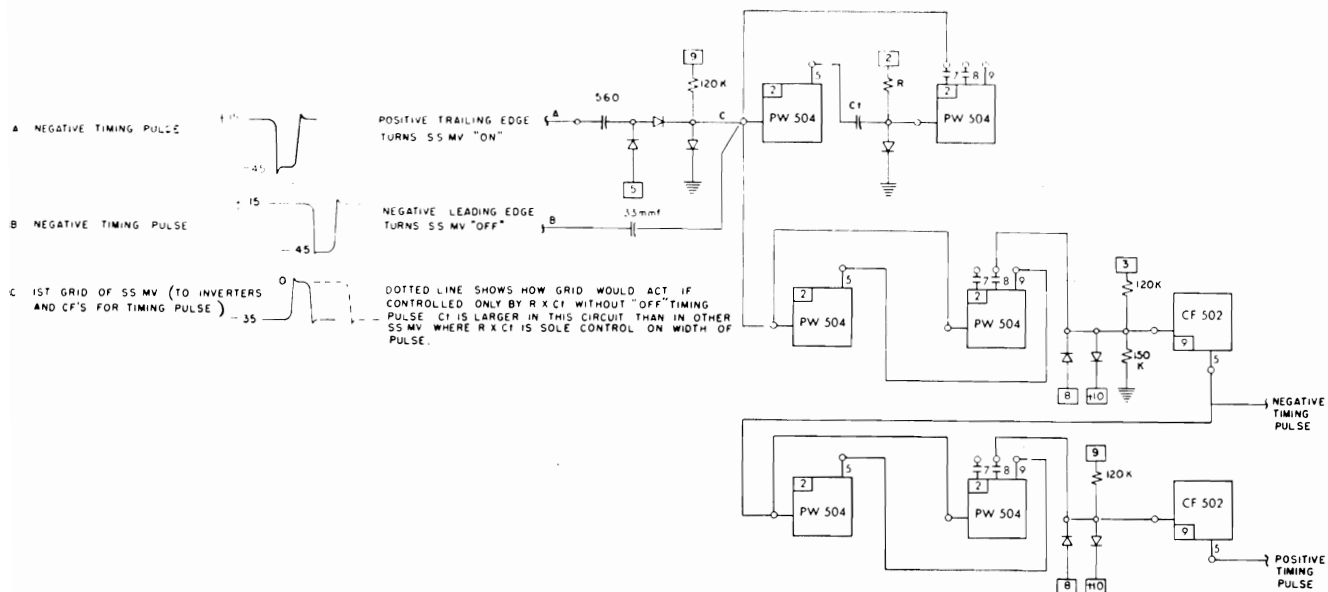 9
120K
560
A
C
5
2
PW 504
5
Ct
2
R
7 8 9
2
PW 504
A NEGATIVE TIMING PULSE
-45
POSITIVE TRAILING EDGE
TURNS SS MV "ON"
B NEGATIVE TIMING PULSE
15
-45
NEGATIVE LEADING EDGE
TURNS SS MV "OFF"
B
33mmf
C 1ST GRID OF SS MV (TO INVERTERS
AND CF'S FOR TIMING PULSE)
0
-35
DOTTED LINE SHOWS HOW GRID WOULD ACT IF
CONTROLLED ONLY BY R X Ct WITHOUT "OFF" TIMING
PULSE Ct IS LARGER IN THIS CIRCUIT THAN IN OTHER
SS MV WHERE R X Ct IS SOLE CONTROL ON WIDTH OF
PULSE.
2
PW 504
5
7 8 9
2
PW 504
3
120K
150
K
8
+10
CF 502
9
5
NEGATIVE
TIMING
PULSE
2
PW 504
5
7 8 9
2
PW 504
9
120K
8
+10
CF 502
9
5
POSITIVE
TIMING
PULSE